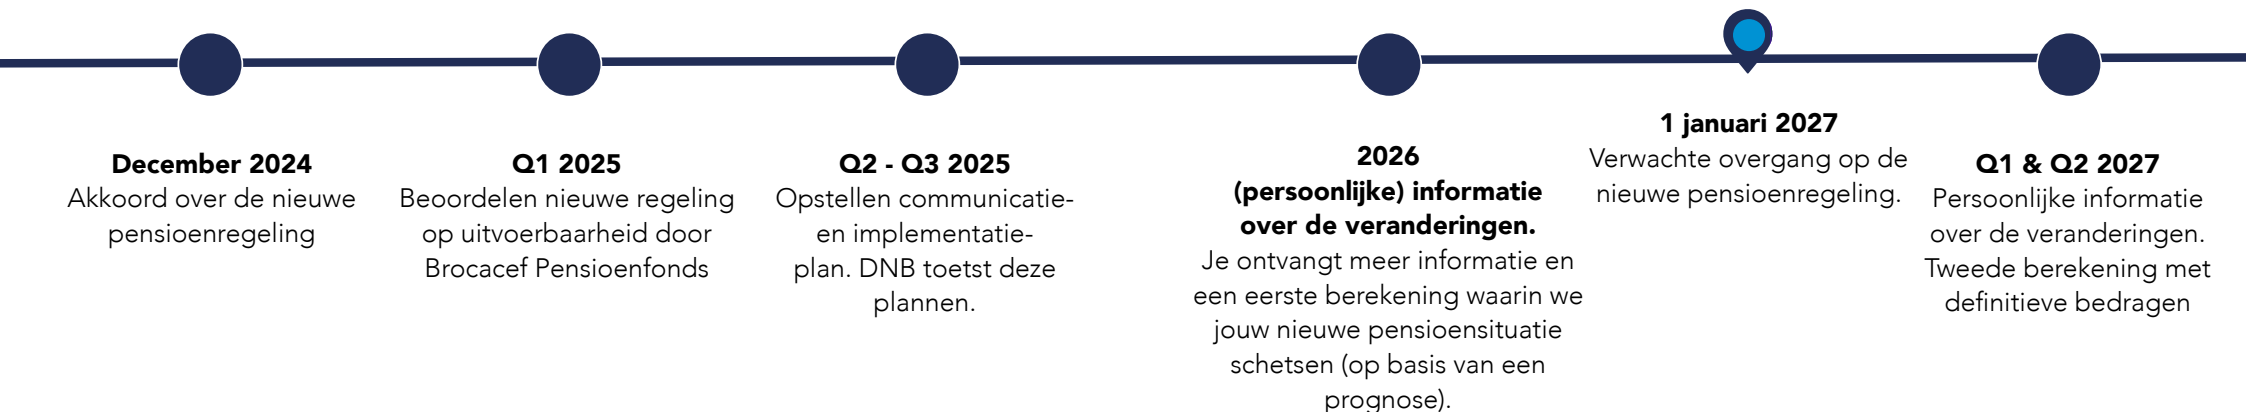 December 2024
Akkoord over de nieuwe
pensioenregeling
Q1 2025
Beoordelen nieuwe regeling
op uitvoerbaarheid door
Brocacef Pensioenfonds
Q2 - Q3 2025
Opstellen communicatie-
en implementatie-
plan. DNB toetst deze
plannen.
2026
(persoonlijke) informatie
over de veranderingen.
Je ontvangt meer informatie en
een eerste berekening waarin we
jouw nieuwe pensioensituatie
schetsen (op basis van een
prognose).
1 januari 2027
Verwachte overgang op de
nieuwe pensioenregeling.
Q1 & Q2 2027
Persoonlijke informatie
over de veranderingen.
Tweede berekening met
definitieve bedragen